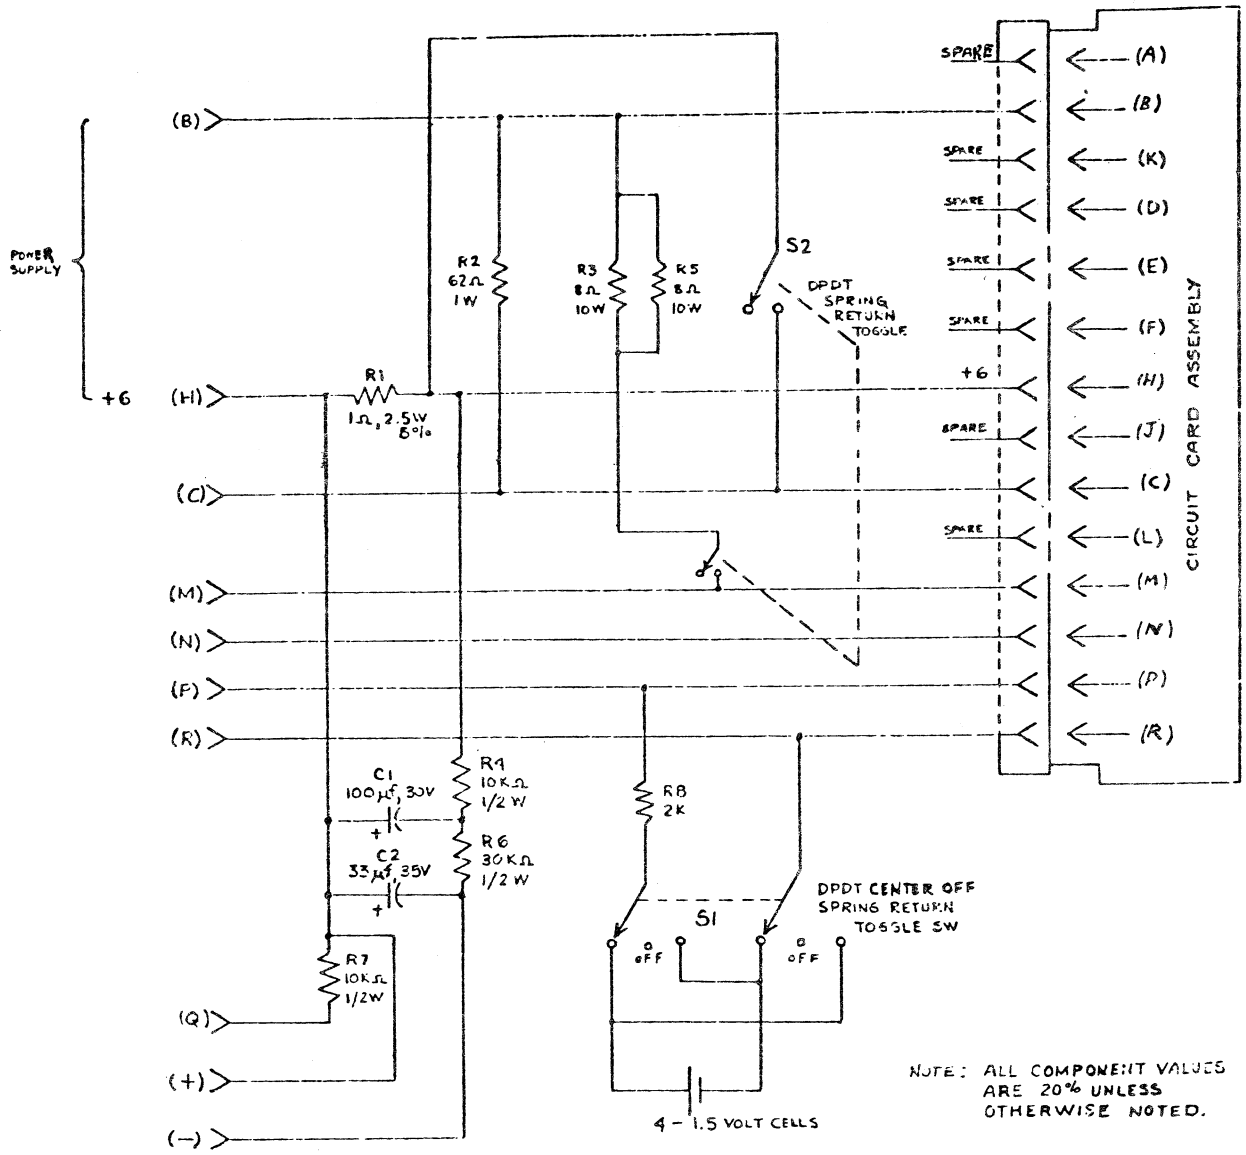 SPARE
(A)
(B)
(B)
SPARE
(K)
SPARE
(D)
SPARE
(E)
SPARE
(F)
POWER
SUPPLY
+6
(H)
R1
1Ω, 2.5W
5%
R2
62Ω
1W
R3
8Ω
10W
R5
8Ω
10W
S2
DPDT
SPRING
RETURN
TOGGLE
+6
(H)
SPARE
(J)
(C)
(C)
SPARE
(L)
(M)
(M)
(N)
(N)
(P)
(P)
(R)
(R)
CIRCUIT CARD ASSEMBLY
C1
100µf, 30V
+
R4
10KΩ
1/2 W
C2
33µf, 35V
+
R6
30KΩ
1/2 W
R8
2K
S1
OFF
OFF
DPDT CENTER OFF
SPRING RETURN
TOGGLE SW
R7
10KΩ
1/2W
(Q)
(+)
(−)
4 - 1.5 VOLT CELLS
NOTE: ALL COMPONENT VALUES
ARE 20% UNLESS
OTHERWISE NOTED.